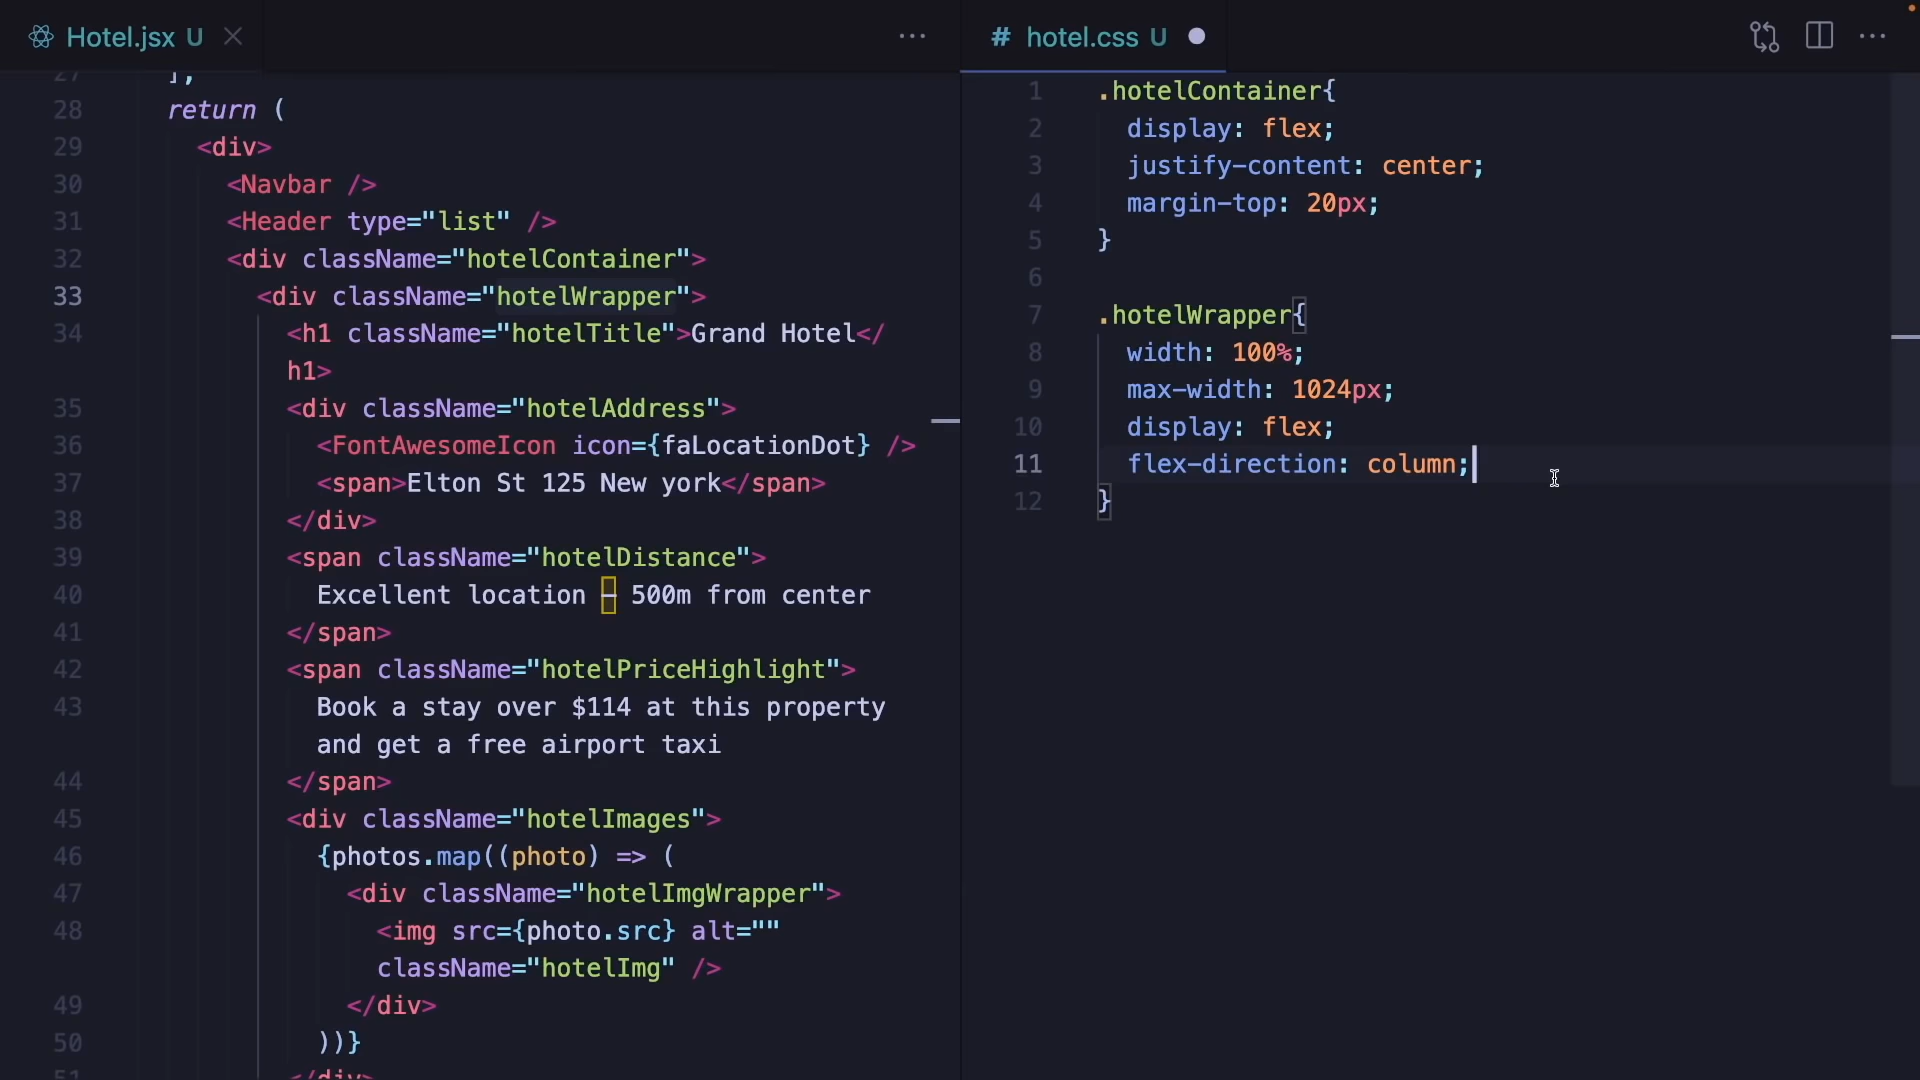 Hotel.jsx U
27 ],
28 return (
29 <div>
30 <Navbar />
31 <Header type="list" />
32 <div className="hotelContainer">
33 <div className="hotelWrapper">
34 <h1 className="hotelTitle">Grand Hotel</
h1>
35 <div className="hotelAddress">
36 <FontAwesomeIcon icon={faLocationDot} />
37 <span>Elton St 125 New york</span>
38 </div>
39 <span className="hotelDistance">
40 Excellent location – 500m from center
41 </span>
42 <span className="hotelPriceHighlight">
43 Book a stay over $114 at this property
and get a free airport taxi
44 </span>
45 <div className="hotelImages">
46 {photos.map((photo) => (
47 <div className="hotelImgWrapper">
48 <img src={photo.src} alt=""
className="hotelImg" />
49 </div>
50 ))}
51 </div>
# hotel.css U
1 .hotelContainer{
2 display: flex;
3 justify-content: center;
4 margin-top: 20px;
5 }
6
7 .hotelWrapper{
8 width: 100%;
9 max-width: 1024px;
10 display: flex;
11 flex-direction: column;
12 }